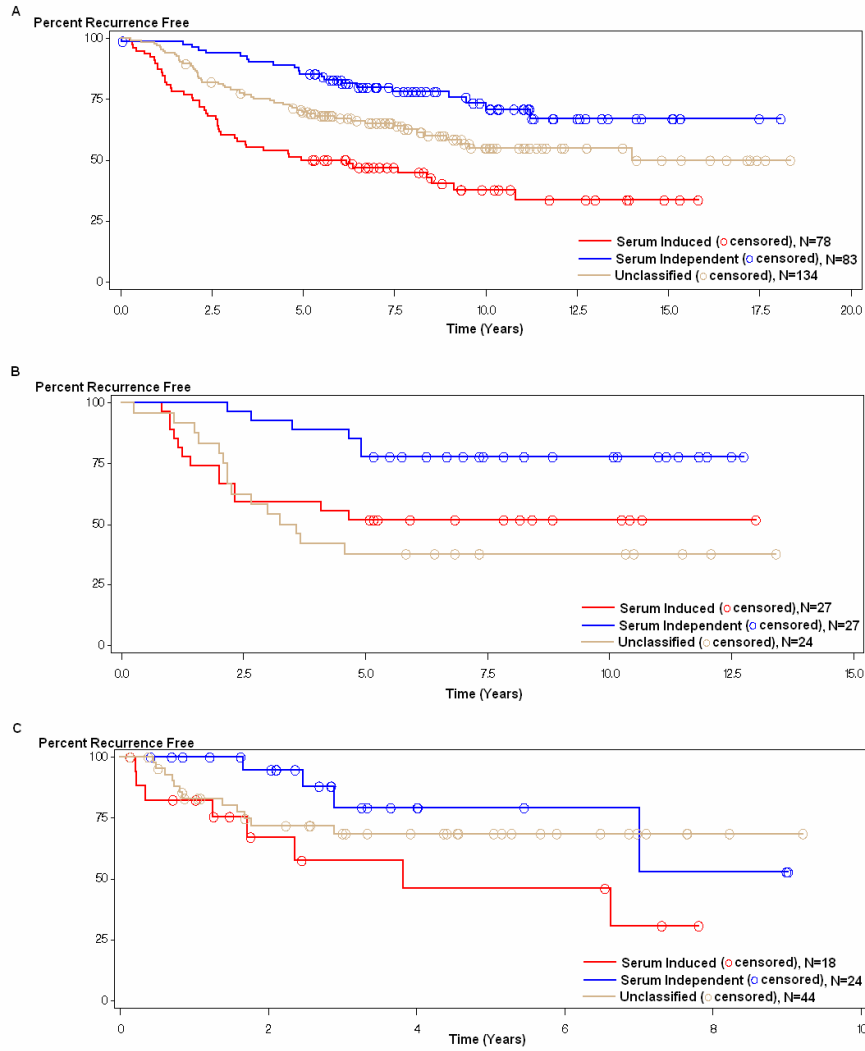 A
Percent Recurrence Free
100
75
50
25
0
Serum Induced (o censored), N=78
Serum Independent (o censored), N=83
Unclassified (o censored), N=134
0.0 2.5 5.0 7.5 10.0 12.5 15.0 17.5 20.0
Time (Years)
B
Percent Recurrence Free
100
75
50
25
0
Serum Induced (o censored), N=27
Serum Independent (o censored), N=27
Unclassified (o censored), N=24
0.0 2.5 5.0 7.5 10.0 12.5 15.0
Time (Years)
C
Percent Recurrence Free
100
75
50
25
0
Serum Induced (o censored), N=18
Serum Independent (o censored), N=24
Unclassified (o censored), N=44
0 2 4 6 8 10
Time (Years)